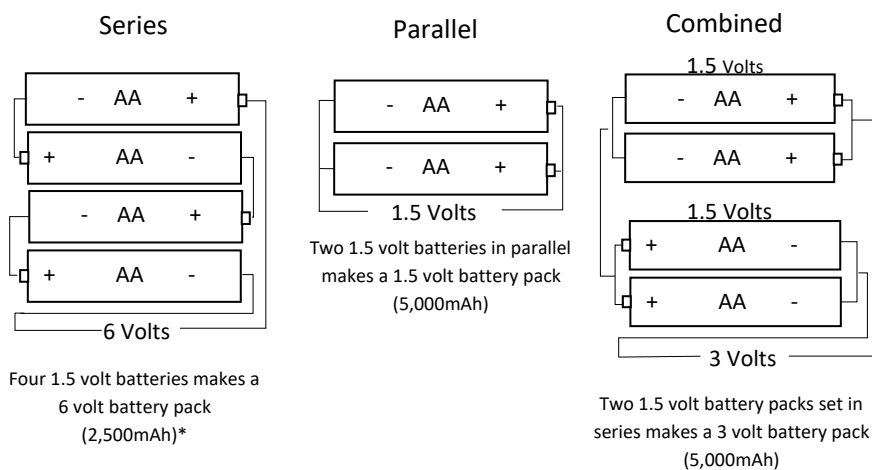 Series
- AA +
+ AA -
- AA +
+ AA -
6 Volts
Four 1.5 volt batteries makes a
6 volt battery pack
(2,500mAh)*
Parallel
- AA +
- AA +
1.5 Volts
Two 1.5 volt batteries in parallel
makes a 1.5 volt battery pack
(5,000mAh)
Combined
1.5 Volts
- AA +
- AA +
1.5 Volts
+ AA -
+ AA -
3 Volts
Two 1.5 volt battery packs set in
series makes a 3 volt battery pack
(5,000mAh)